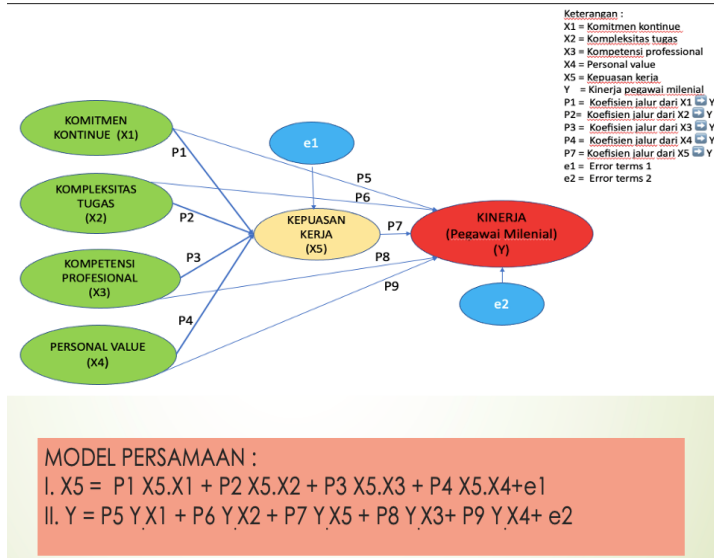 Keterangan :
X1 = Komitmen kontinue
X2 = Kompleksitas tugas
X3 = Kompetensi professional
X4 = Personal value
X5 = Kepuasan kerja
Y = Kinerja pegawai milenial
P1 = Koefisien jalur dari X1 ➡ Y
P2= Koefisien jalur dari X2 ➡ Y
P3 = Koefisien jalur dari X3 ➡ Y
P4 = Koefisien jalur dari X4 ➡ Y
P7 = Koefisien jalur dari X5 ➡ Y
e1 = Error terms 1
e2 = Error terms 2
KOMITMEN
KONTINUE (X1)
KOMPLEKSITAS
TUGAS
(X2)
KOMPETENSI
PROFESIONAL
(X3)
PERSONAL VALUE
(X4)
P1
P2
P3
P4
e1
KEPUASAN
KERJA
(X5)
P5
P6
P7
P8
P9
KINERJA
(Pegawai Milenial)
(Y)
e2
MODEL PERSAMAAN :
I. X5 = P1 X5.X1 + P2 X5.X2 + P3 X5.X3 + P4 X5.X4+e1
II. Y = P5 Y.X1 + P6 Y.X2 + P7 Y.X5 + P8 Y.X3+ P9 Y.X4+ e2